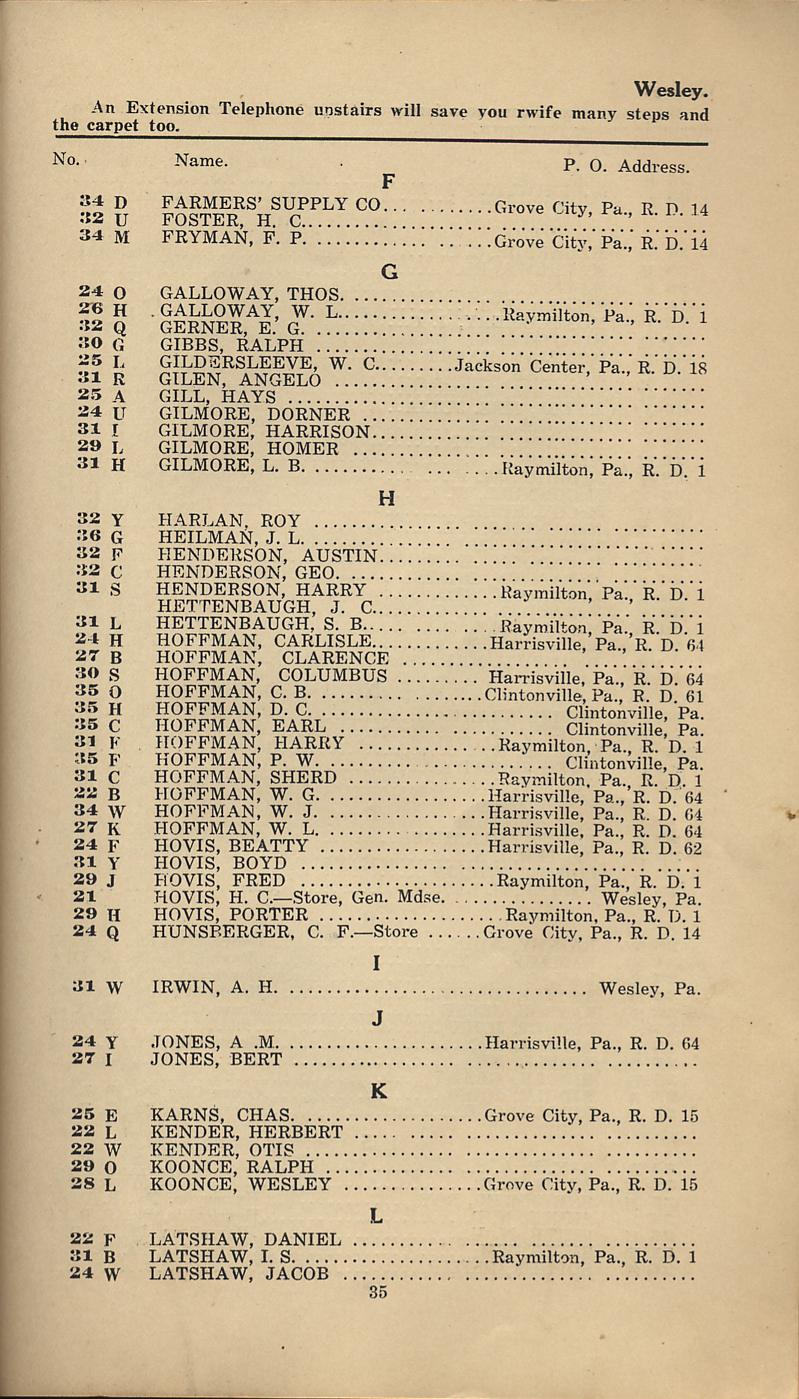 Wesley.
An Extension Telephone upstairs will save you rwife many steps and
the carpet too.
No. Name. P. O. Address.
F
34 D FARMERS' SUPPLY CO............Grove City, Pa., R. D. 14
32 U FOSTER, H. C..............................
34 M FRYMAN, F. P. ....................Grove City, Pa., R. D. 14
G
24 O GALLOWAY, THOS. ..............................
26 H GALLOWAY, W. L....................Raymilton, Pa., R. D. 1
32 Q GERNER, E. G. ..............................
30 G GIBBS, RALPH ..............................
25 L GILDERSLEEVE, W. C.........Jackson Center, Pa., R. D. 18
31 R GILEN, ANGELO ..............................
25 A GILL, HAYS ..............................
24 U GILMORE, DORNER ..............................
31 I GILMORE, HARRISON..............................
29 L GILMORE, HOMER ..............................
31 H GILMORE, L. B. ....................Raymilton, Pa., R. D. 1
H
32 Y HARLAN, ROY ..............................
36 G HEILMAN, J. L. ..............................
32 F HENDERSON, AUSTIN..............................
32 C HENDERSON, GEO. ..............................
31 S HENDERSON, HARRY .............Raymilton, Pa., R. D. 1
HETTENBAUGH, J. C..............................
31 L HETTENBAUGH, S. B...............Raymilton, Pa., R. D. 1
24 H HOFFMAN, CARLISLE.............Harrisville, Pa., R. D. 64
27 B HOFFMAN, CLARENCE ..............................
30 S HOFFMAN, COLUMBUS ......... Harrisville, Pa., R. D. 64
35 O HOFFMAN, C. B. ...................Clintonville, Pa., R. D. 61
35 H HOFFMAN, D. C. .......................... Clintonville, Pa.
35 C HOFFMAN, EARL ......................... Clintonville, Pa.
31 F HOFFMAN, HARRY ................Raymilton, Pa., R. D. 1
35 F HOFFMAN, P. W. ......................... Clintonville, Pa.
31 C HOFFMAN, SHERD .................Raymilton, Pa., R. D. 1
22 B HOFFMAN, W. G. ..................Harrisville, Pa., R. D. 64
34 W HOFFMAN, W. J. ..................Harrisville, Pa., R. D. 64
27 K HOFFMAN, W. L. ..................Harrisville, Pa., R. D. 64
24 F HOVIS, BEATTY ..................Harrisville, Pa., R. D. 62
31 Y HOVIS, BOYD ..............................
29 J HOVIS, FRED .....................Raymilton, Pa., R. D. 1
21 HOVIS, H. C.—Store, Gen. Mdse. ............... Wesley, Pa.
29 H HOVIS, PORTER .................... Raymilton, Pa., R. D. 1
24 Q HUNSBERGER, C. F.—Store ......Grove City, Pa., R. D. 14
I
31 W IRWIN, A. H. ................................. Wesley, Pa.
J
24 Y JONES, A .M. .....................Harrisville, Pa., R. D. 64
27 I JONES, BERT ..............................
K
25 E KARNS, CHAS. ....................Grove City, Pa., R. D. 15
22 L KENDER, HERBERT ..............................
22 W KENDER, OTIS ..............................
29 O KOONCE, RALPH ..............................
28 L KOONCE, WESLEY ...............Grove City, Pa., R. D. 15
L
22 F LATSHAW, DANIEL ..............................
31 B LATSHAW, I. S. .....................Raymilton, Pa., R. D. 1
24 W LATSHAW, JACOB ..............................
35